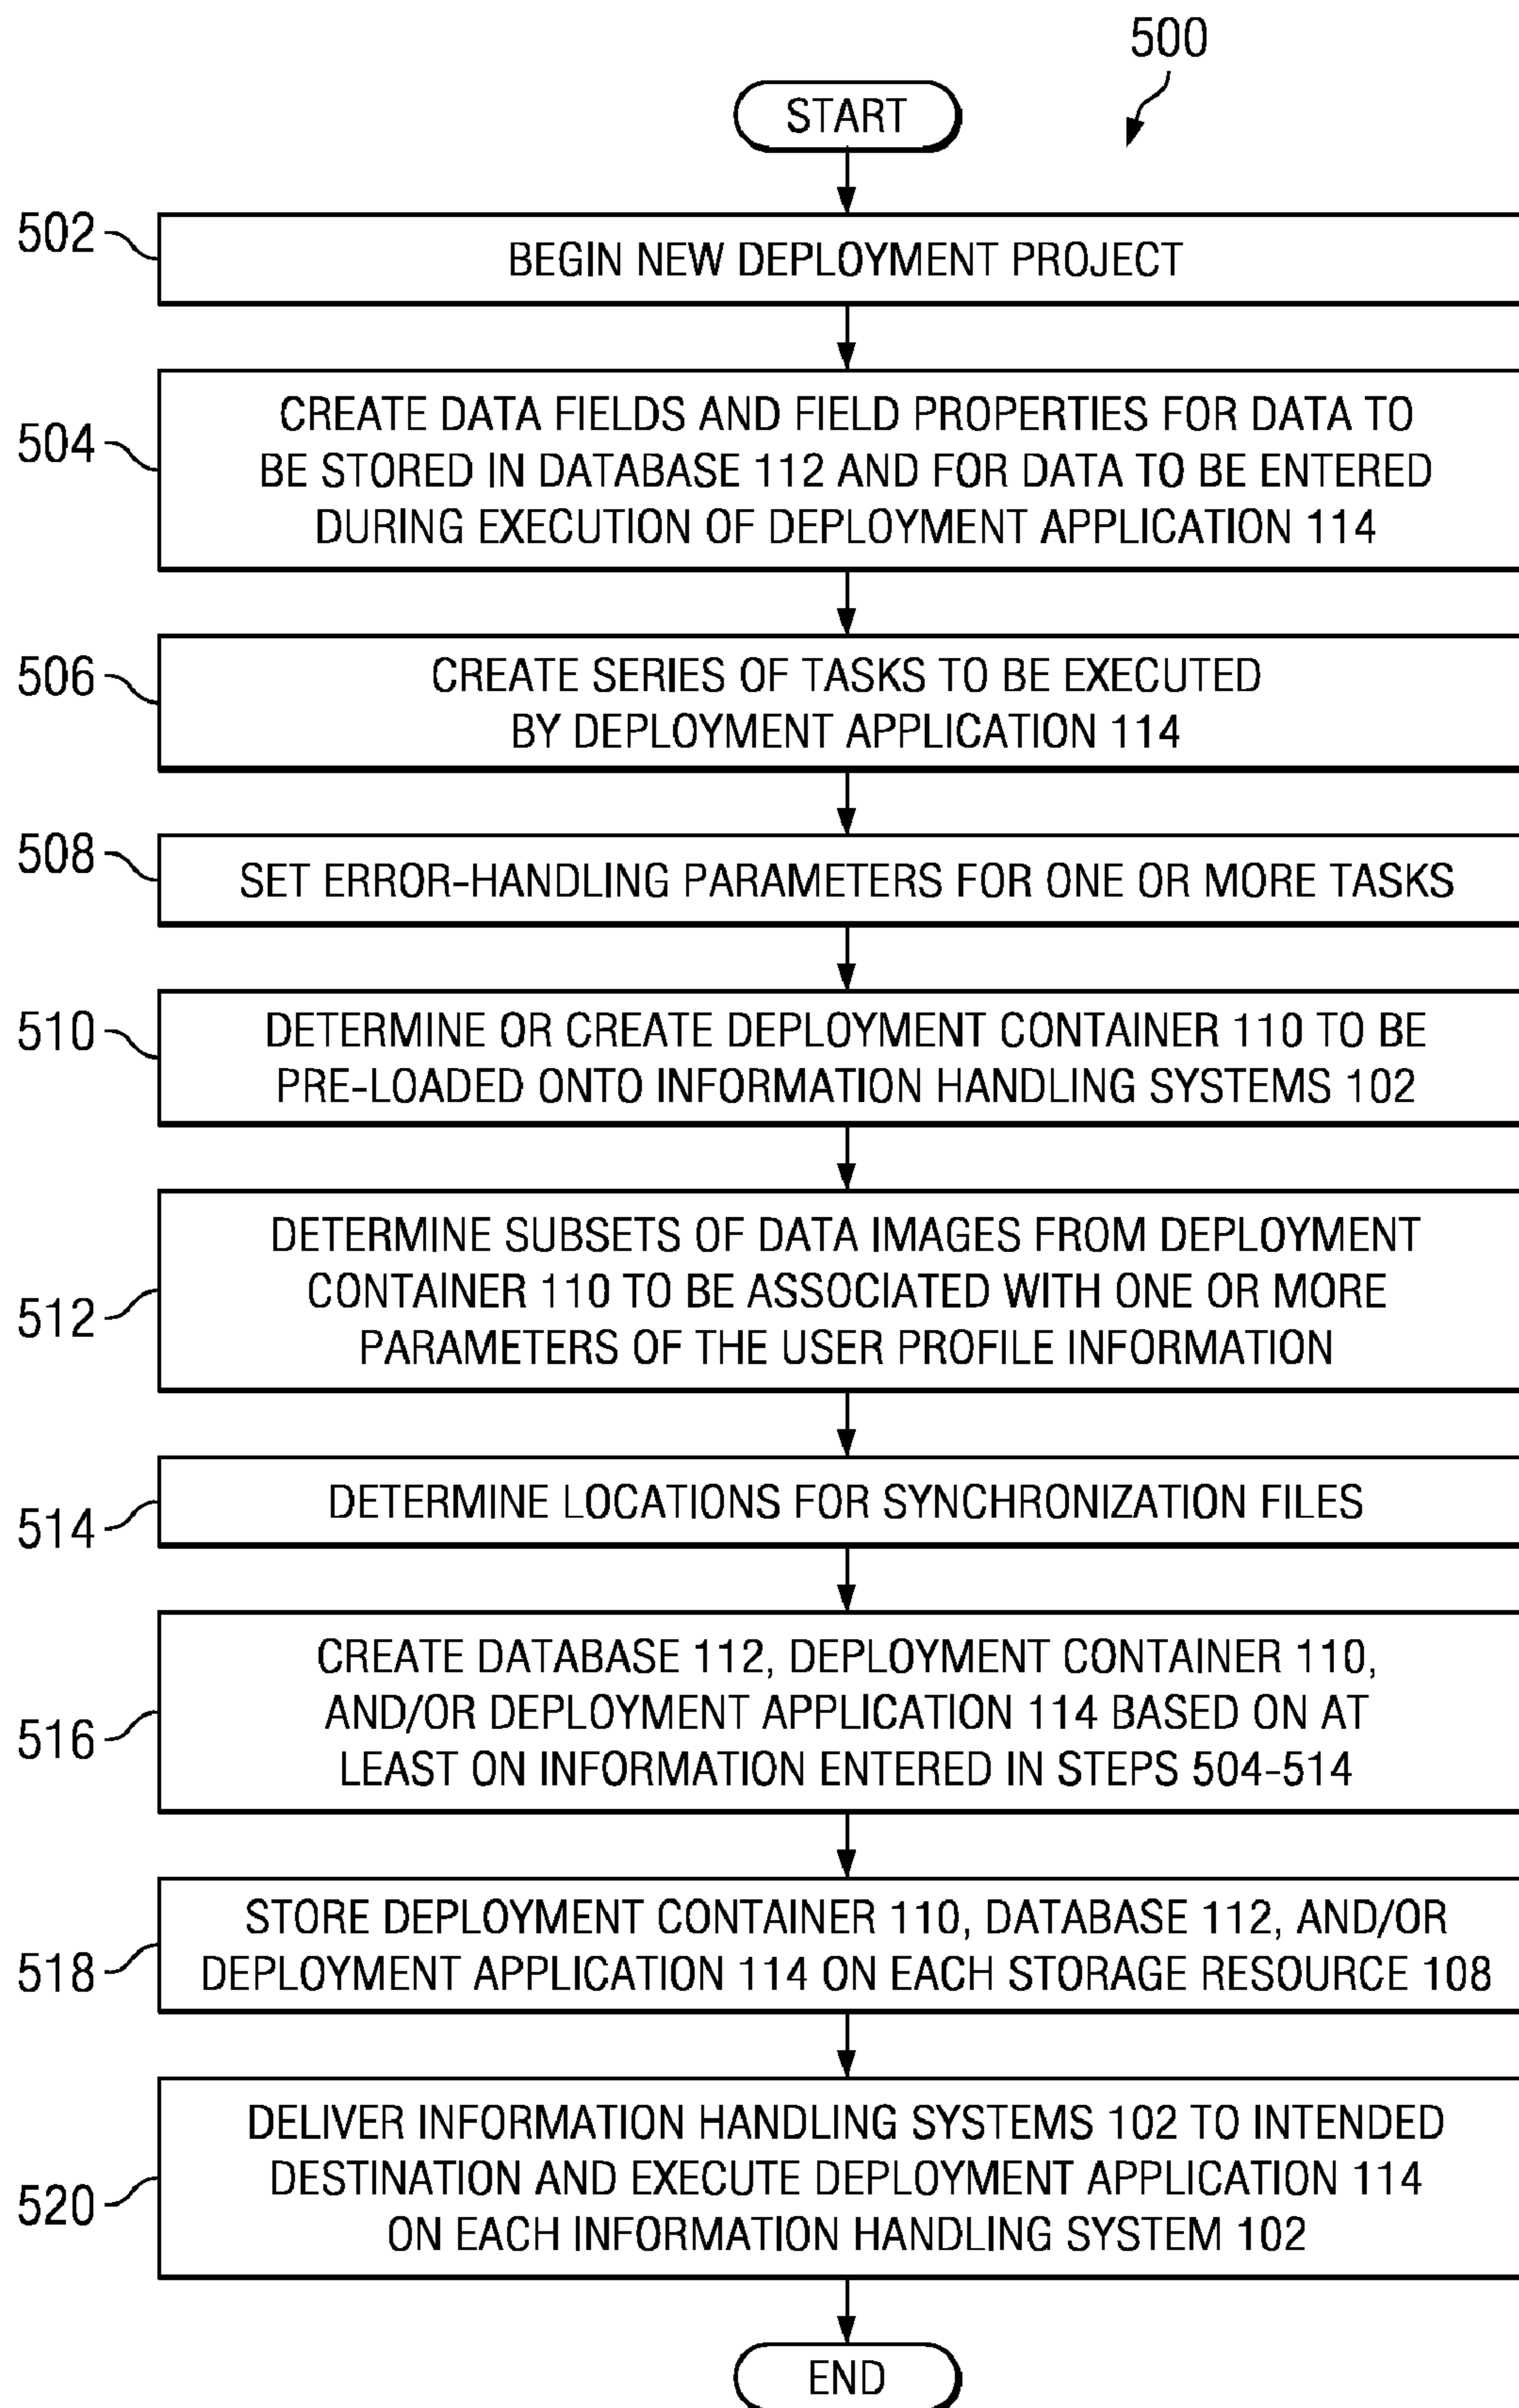 500
START
502
BEGIN NEW DEPLOYMENT PROJECT
504
CREATE DATA FIELDS AND FIELD PROPERTIES FOR DATA TO
BE STORED IN DATABASE 112 AND FOR DATA TO BE ENTERED
DURING EXECUTION OF DEPLOYMENT APPLICATION 114
506
CREATE SERIES OF TASKS TO BE EXECUTED
BY DEPLOYMENT APPLICATION 114
508
SET ERROR-HANDLING PARAMETERS FOR ONE OR MORE TASKS
510
DETERMINE OR CREATE DEPLOYMENT CONTAINER 110 TO BE
PRE-LOADED ONTO INFORMATION HANDLING SYSTEMS 102
512
DETERMINE SUBSETS OF DATA IMAGES FROM DEPLOYMENT
CONTAINER 110 TO BE ASSOCIATED WITH ONE OR MORE
PARAMETERS OF THE USER PROFILE INFORMATION
514
DETERMINE LOCATIONS FOR SYNCHRONIZATION FILES
516
CREATE DATABASE 112, DEPLOYMENT CONTAINER 110,
AND/OR DEPLOYMENT APPLICATION 114 BASED ON AT
LEAST ON INFORMATION ENTERED IN STEPS 504-514
518
STORE DEPLOYMENT CONTAINER 110, DATABASE 112, AND/OR
DEPLOYMENT APPLICATION 114 ON EACH STORAGE RESOURCE 108
520
DELIVER INFORMATION HANDLING SYSTEMS 102 TO INTENDED
DESTINATION AND EXECUTE DEPLOYMENT APPLICATION 114
ON EACH INFORMATION HANDLING SYSTEM 102
END